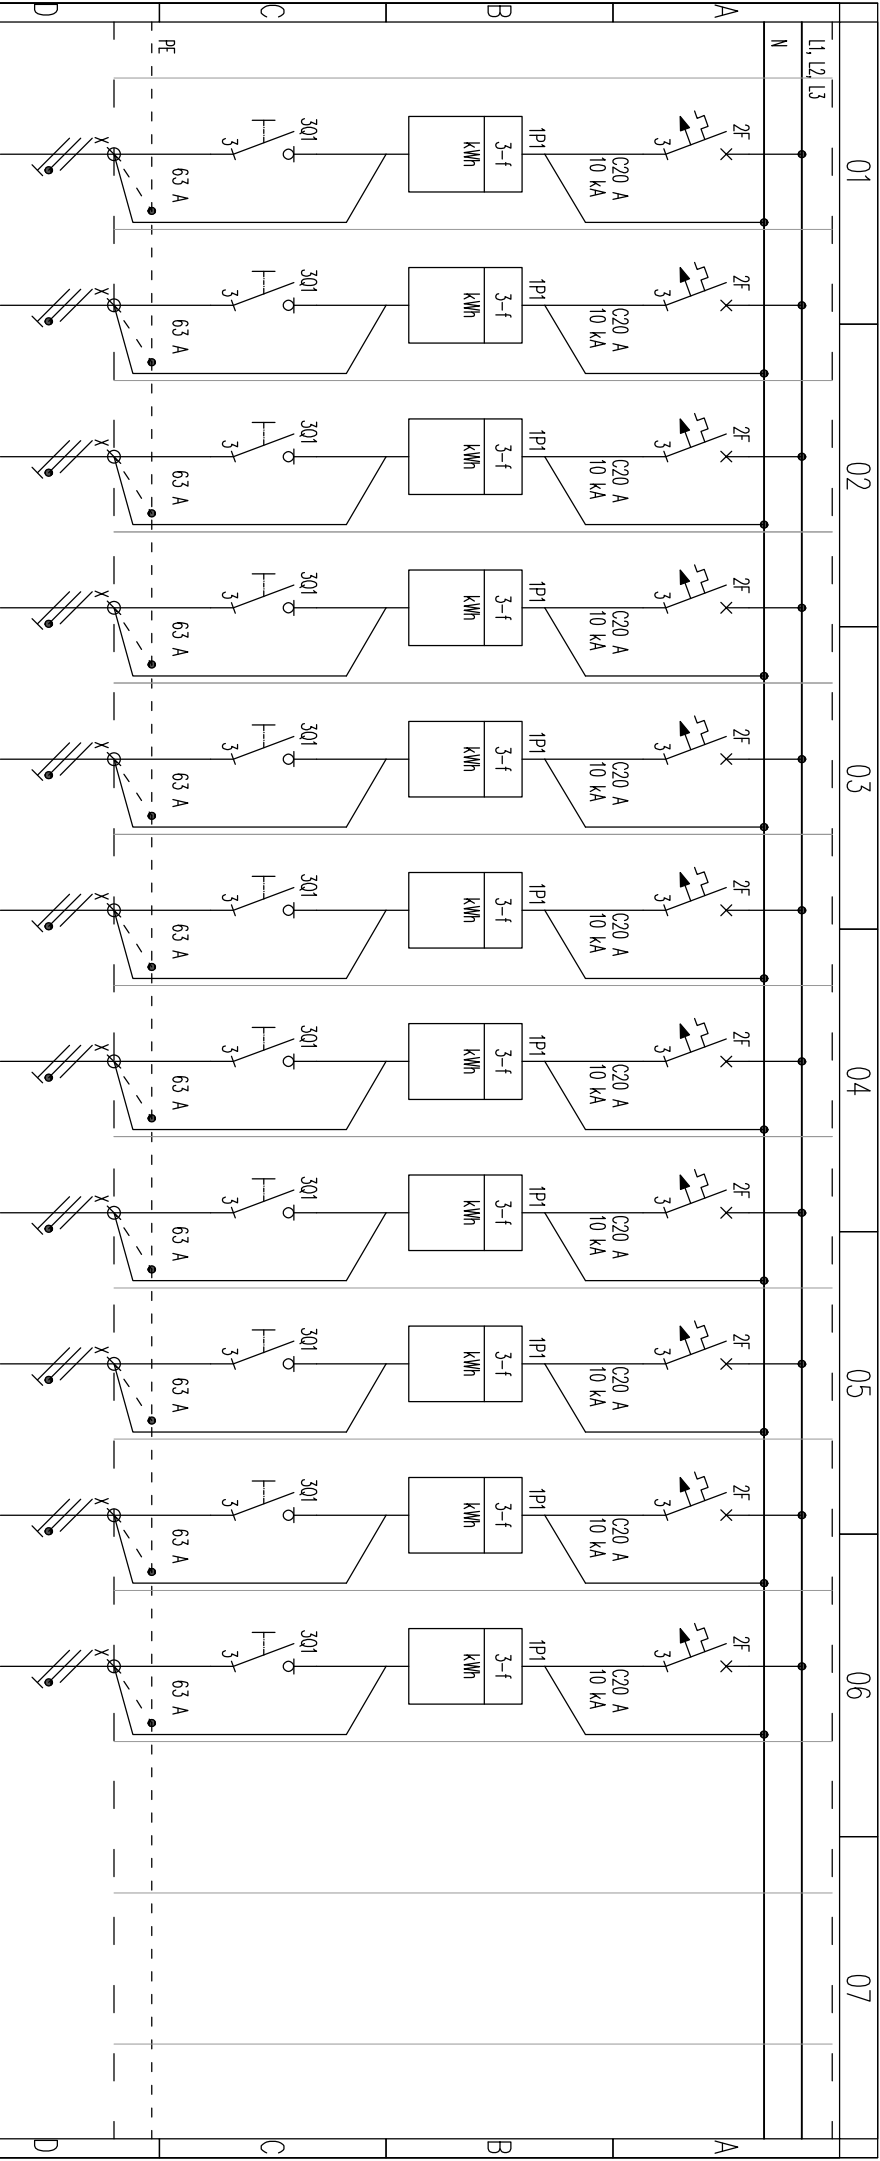 01 02 03 04 05 06 07
A A
B B
C C
D D
L1, L2, L3
N
PE
2F
3
C20 A
10 kA
1P1
3-f
kWh
3Q1
3
63 A
X
2F
3
C20 A
10 kA
1P1
3-f
kWh
3Q1
3
63 A
X
2F
3
C20 A
10 kA
1P1
3-f
kWh
3Q1
3
63 A
X
2F
3
C20 A
10 kA
1P1
3-f
kWh
3Q1
3
63 A
X
2F
3
C20 A
10 kA
1P1
3-f
kWh
3Q1
3
63 A
X
2F
3
C20 A
10 kA
1P1
3-f
kWh
3Q1
3
63 A
X
2F
3
C20 A
10 kA
1P1
3-f
kWh
3Q1
3
63 A
X
2F
3
C20 A
10 kA
1P1
3-f
kWh
3Q1
3
63 A
X
2F
3
C20 A
10 kA
1P1
3-f
kWh
3Q1
3
63 A
X
2F
3
C20 A
10 kA
1P1
3-f
kWh
3Q1
3
63 A
X
2F
3
C20 A
10 kA
1P1
3-f
kWh
3Q1
3
63 A
X